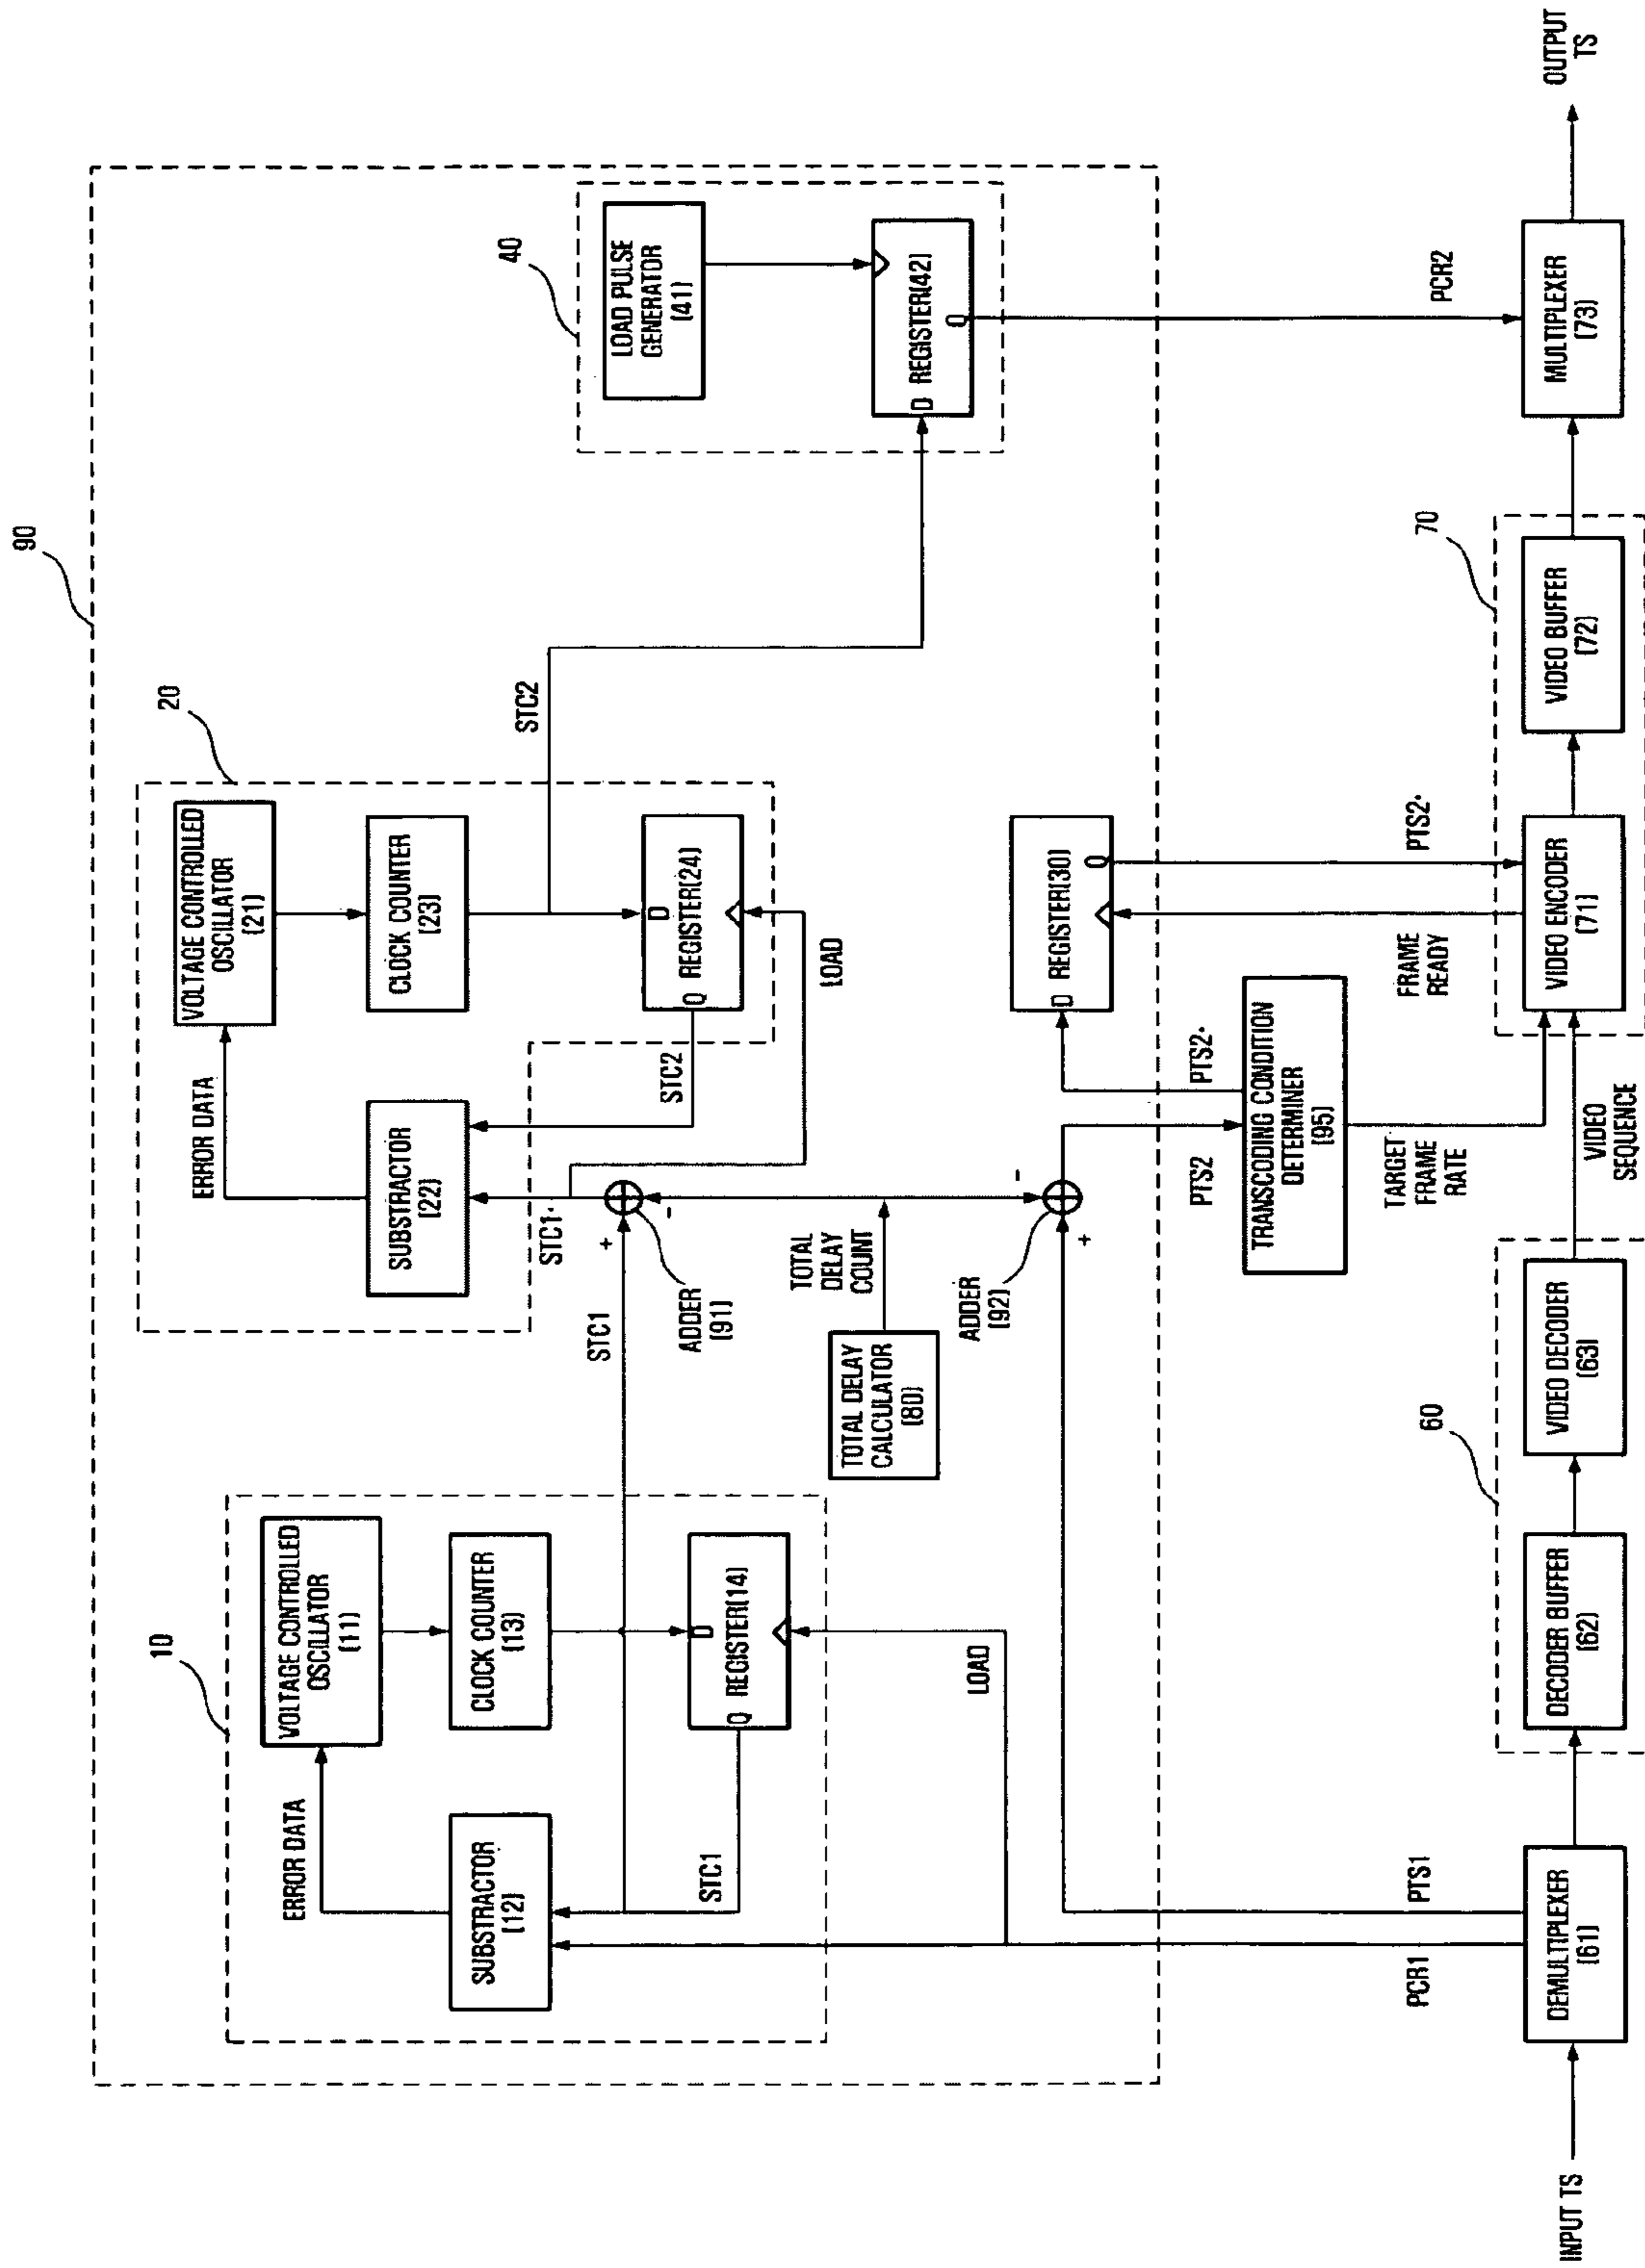 90
40
LOAD PULSE
GENERATOR
(41)
D REGISTER(42)
Q
PCR2
MULTIPLEXER
(73)
OUTPUT
TS
20
VOLTAGE CONTROLLED
OSCILLATOR
(21)
CLOCK COUNTER
(23)
D
Q REGISTER(24)
STC2
ERROR DATA
SUBSTRACTOR
(22)
STC2
LOAD
STC1'
+
-
ADDER
(91)
STC1
TOTAL
DELAY
COUNT
TOTAL DELAY
CALCULATOR
(80)
-
+
ADDER
(92)
D REGISTER(30)
Q
PTS2'
PTS2
PTS2'
TRANSCODING CONDITION
DETERMINER
(95)
TARGET
FRAME
RATE
FRAME
READY
70
VIDEO ENCODER
(71)
VIDEO BUFFER
(72)
VIDEO
SEQUENCE
10
VOLTAGE CONTROLLED
OSCILLATOR
(11)
CLOCK COUNTER
(13)
D
Q REGISTER(14)
ERROR DATA
SUBSTRACTOR
(12)
STC1
LOAD
PCR1
PTS1
60
DECODER BUFFER
(62)
VIDEO DECODER
(63)
DEMULTIPLEXER
(61)
INPUT TS